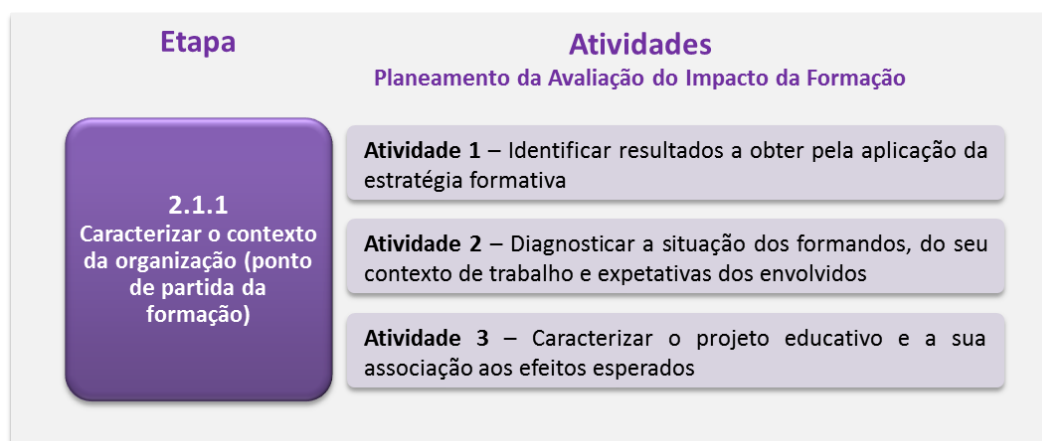 Etapa
Atividades
Planeamento da Avaliação do Impacto da Formação
2.1.1
Caracterizar o contexto
da organização (ponto
de partida da
formação)
Atividade 1 – Identificar resultados a obter pela aplicação da
estratégia formativa
Atividade 2 – Diagnosticar a situação dos formandos, do seu
contexto de trabalho e expetativas dos envolvidos
Atividade 3 – Caracterizar o projeto educativo e a sua
associação aos efeitos esperados